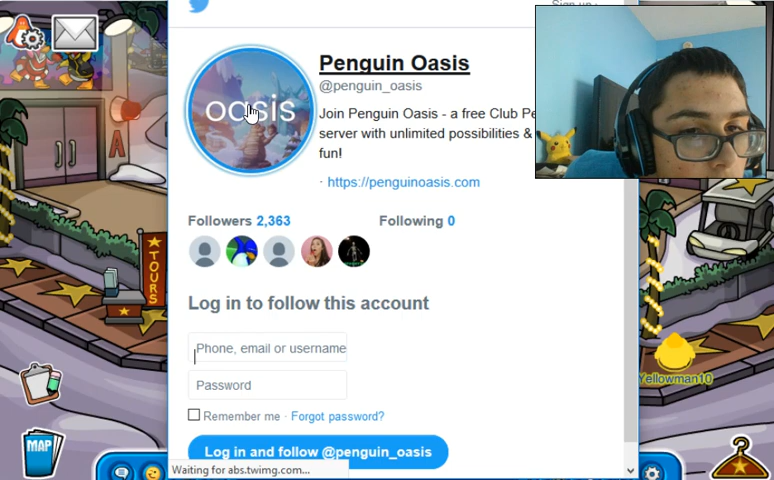 Sign up ›
Penguin Oasis
@penguin_oasis
oasis
Join Penguin Oasis - a free Club Pe
server with unlimited possibilities &
fun!
· https://penguinoasis.com
Followers 2,363 Following 0
Log in to follow this account
Phone, email or username
Password
Remember me · Forgot password?
Log in and follow @penguin_oasis
Waiting for abs.twimg.com...
A
TOURS
MAP
Yellowman10